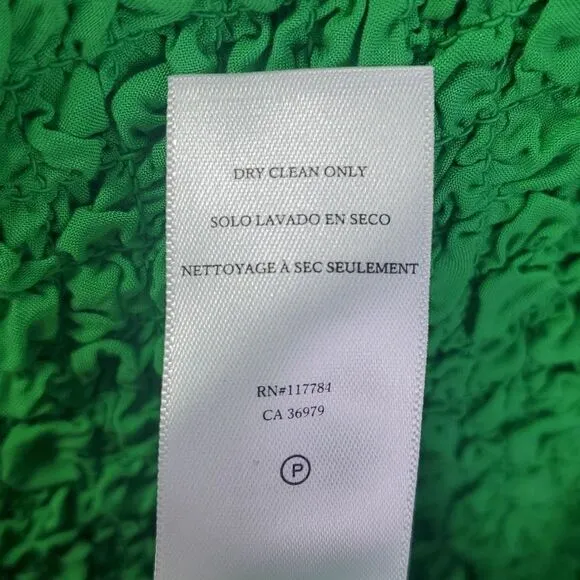 DRY CLEAN ONLY
SOLO LAVADO EN SECO
NETTOYAGE À SEC SEULEMENT
RN#117784
CA 36979
P